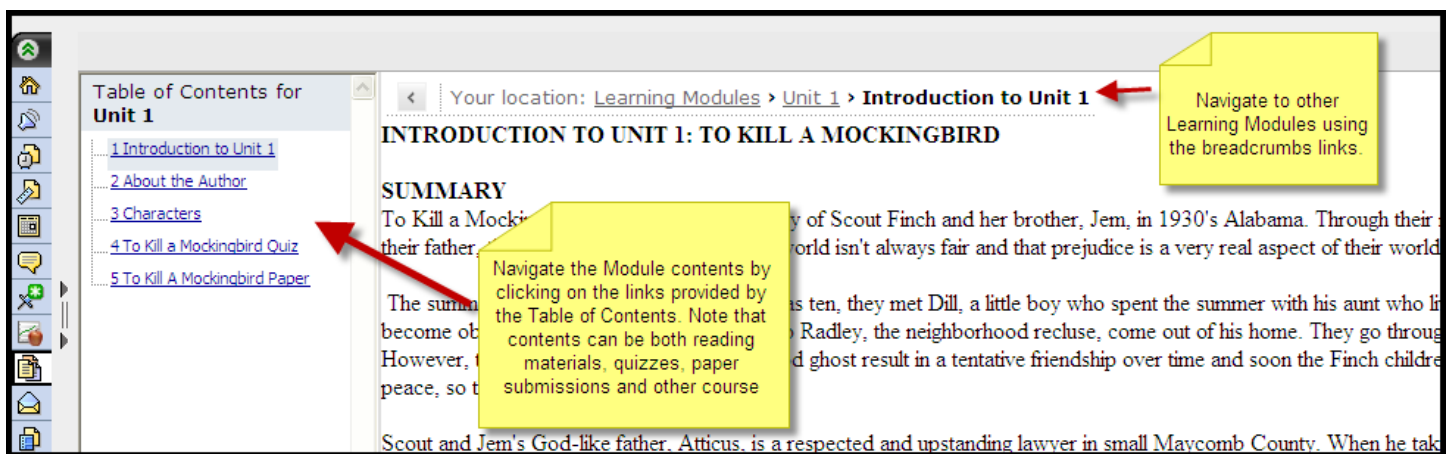 Table of Contents for
Unit 1
1 Introduction to Unit 1
2 About the Author
3 Characters
4 To Kill a Mockingbird Quiz
5 To Kill A Mockingbird Paper
Your location: Learning Modules › Unit 1 › Introduction to Unit 1
Navigate to other
Learning Modules using
the breadcrumbs links.
INTRODUCTION TO UNIT 1: TO KILL A MOCKINGBIRD
SUMMARY
To Kill a y of Scout Finch and her brother, Jem, in 1930's Alabama. Through their
their father, orld isn't always fair and that prejudice is a very real aspect of their world
Navigate the Module contents by
clicking on the links provided by
the Table of Contents. Note that
contents can be both reading
materials, quizzes, paper
submissions and other course
The as ten, they met Dill, a little boy who spent the summer with his aunt who
become Radley, the neighborhood recluse, come out of his home. They go
However, ghost result in a tentative friendship over time and soon the Finch
peace, so
Scout and Jem's God-like father, Atticus, is a respected and upstanding lawyer in small Maycomb County. When he